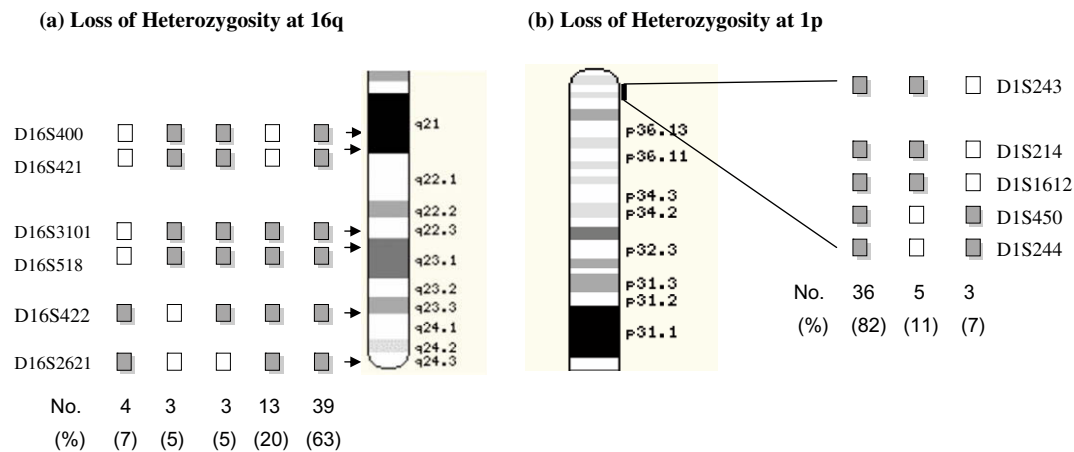 (a) Loss of Heterozygosity at 16q
D16S400
D16S421
D16S3101
D16S518
D16S422
D16S2621
q21
q22.1
q22.2
q22.3
q23.1
q23.2
q23.3
q24.1
q24.2
q24.3
No. 4 3 3 13 39
(%) (7) (5) (5) (20) (63)
(b) Loss of Heterozygosity at 1p
p36.13
p36.11
p34.3
p34.2
p32.3
p31.3
p31.2
p31.1
D1S243
D1S214
D1S1612
D1S450
D1S244
No. 36 5 3
(%) (82) (11) (7)